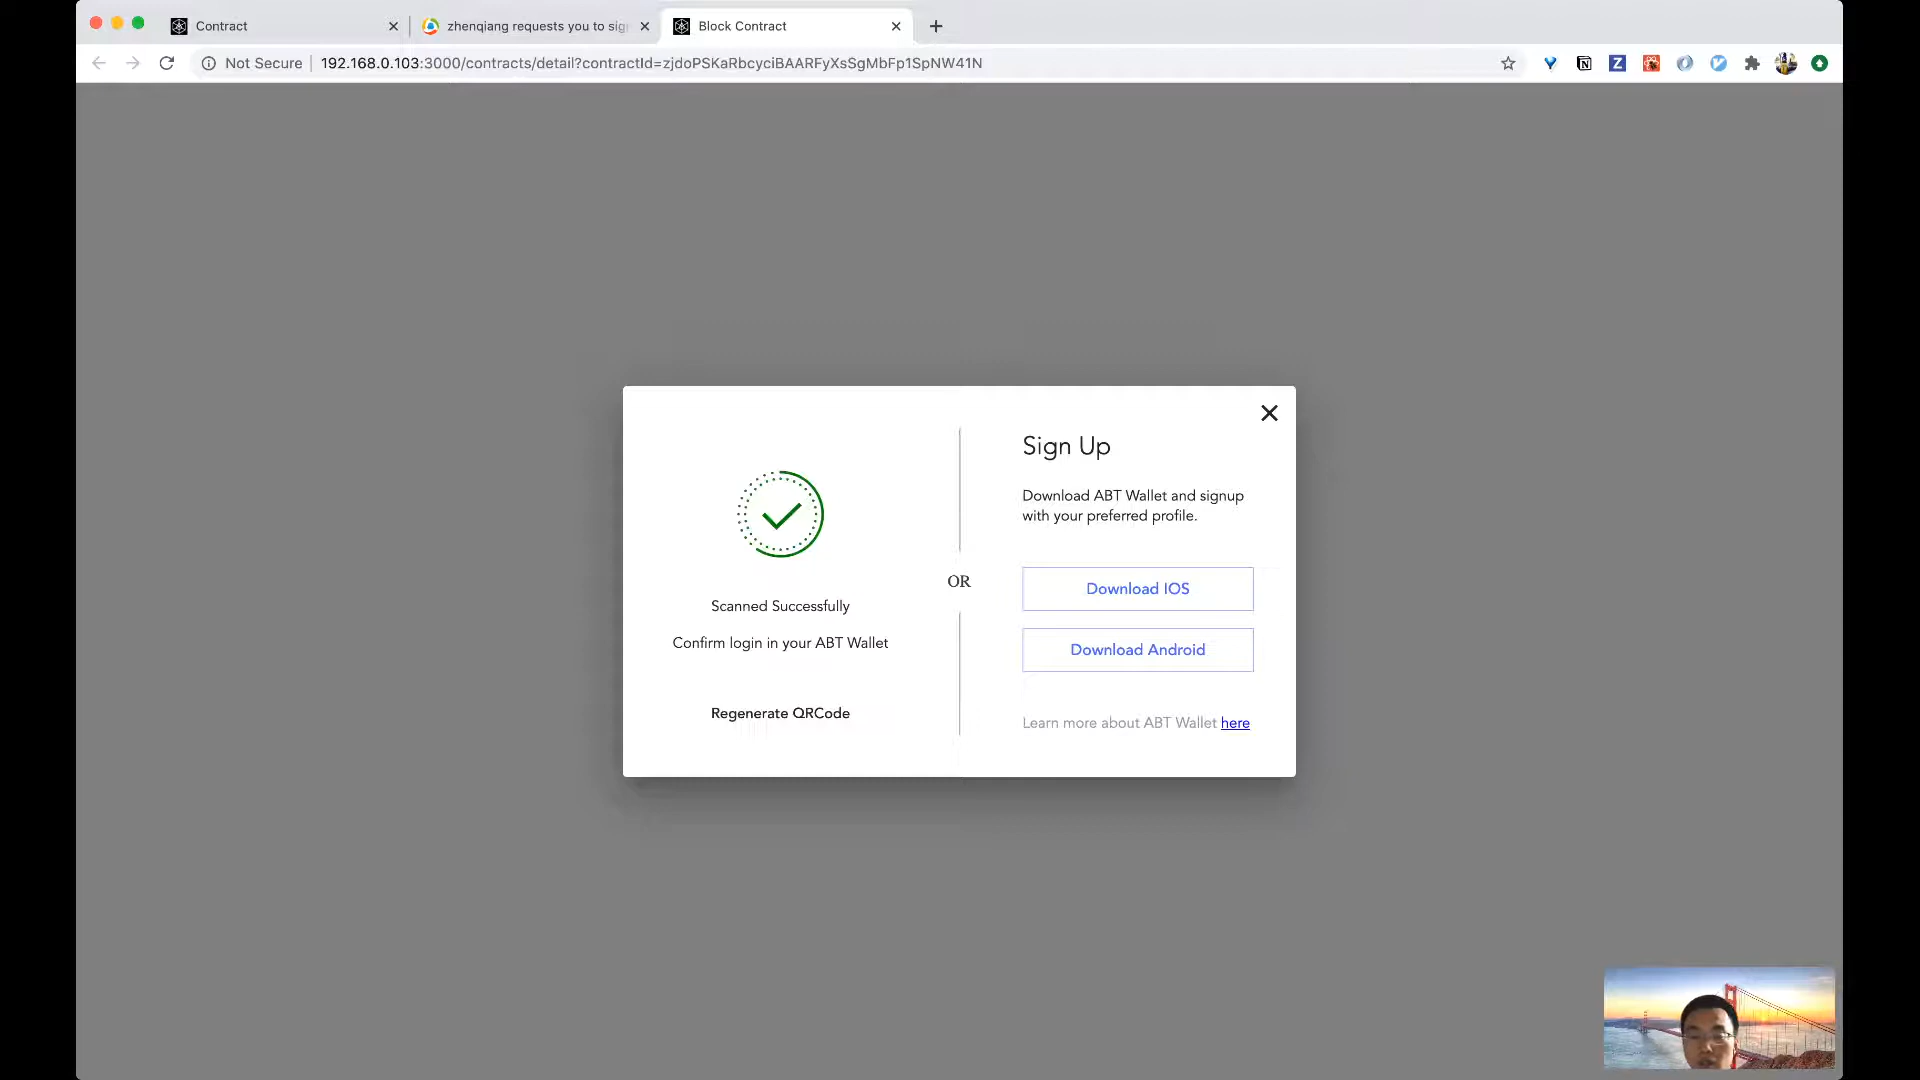 Contract
zhenqiang requests you to sig
Block Contract
Not Secure
192.168.0.103:3000/contracts/detail?contractId=zjdoPSKaRbcyciBAARFyXsSgMbFp1SpNW41N
Scanned Successfully
Confirm login in your ABT Wallet
Regenerate QRCode
OR
Sign Up
Download ABT Wallet and signup
with your preferred profile.
Download IOS
Download Android
Learn more about ABT Wallet here